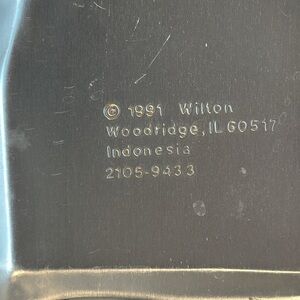 © 1991 Wilton
Woodridge, IL 60517
Indonesia
2105-9433